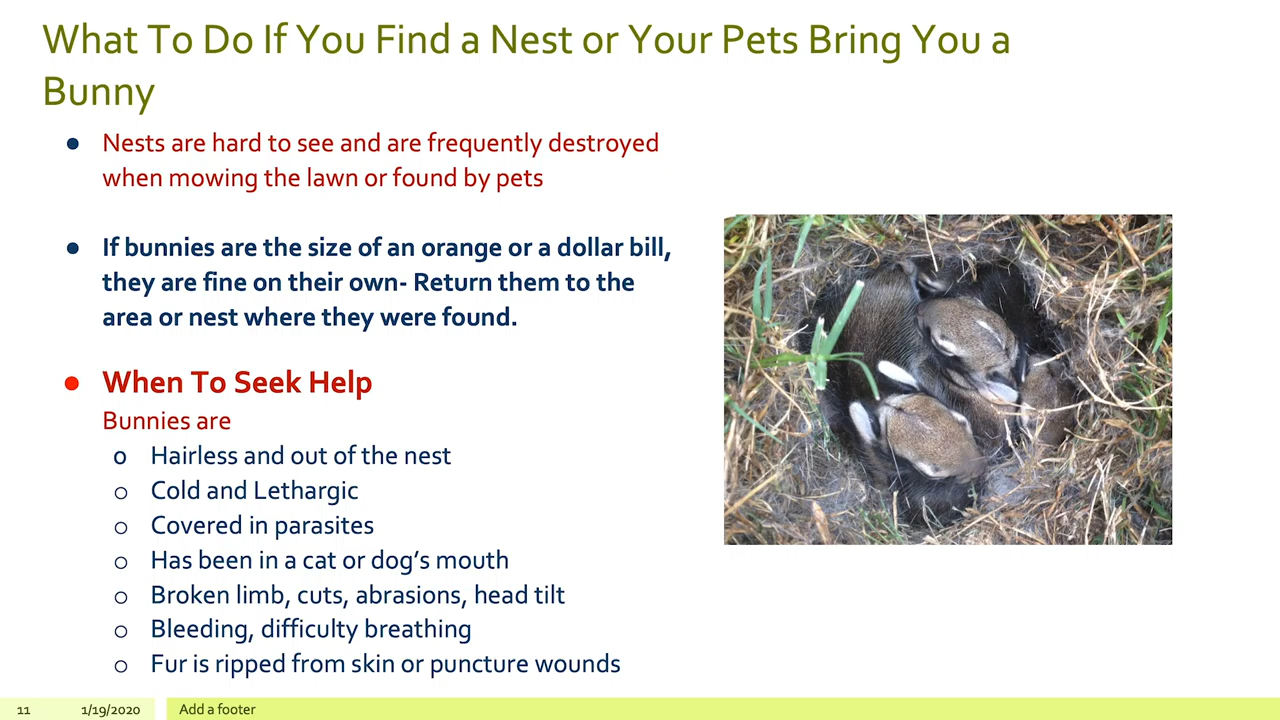 What To Do If You Find a Nest or Your Pets Bring You a
Bunny
● Nests are hard to see and are frequently destroyed
when mowing the lawn or found by pets
● If bunnies are the size of an orange or a dollar bill,
they are fine on their own- Return them to the
area or nest where they were found.
● When To Seek Help
Bunnies are
o Hairless and out of the nest
o Cold and Lethargic
o Covered in parasites
o Has been in a cat or dog’s mouth
o Broken limb, cuts, abrasions, head tilt
o Bleeding, difficulty breathing
o Fur is ripped from skin or puncture wounds
11 1/19/2020 Add a footer